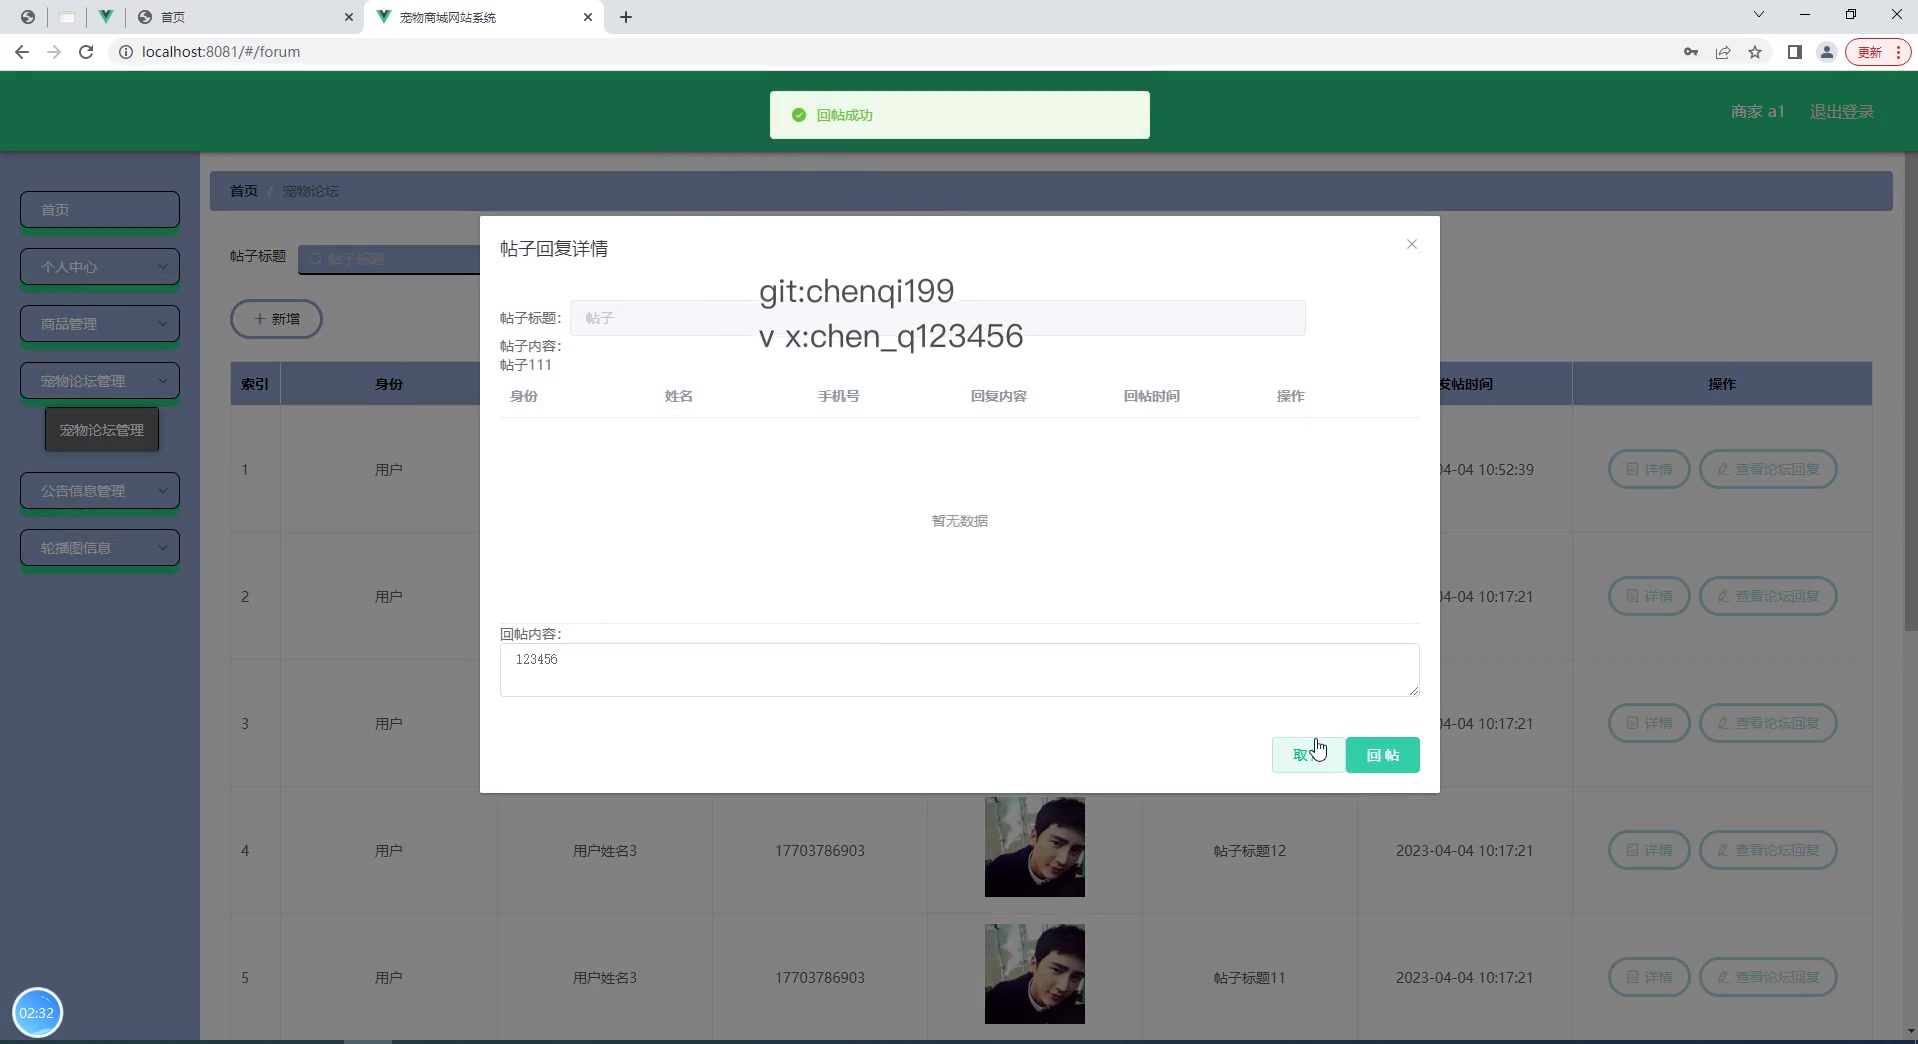 首页
宠物商城网站系统
localhost:8081/#/forum
更新
回帖成功
商家 a1
退出登录
首页
个人中心
商品管理
宠物论坛管理
宠物论坛管理
公告信息管理
轮播图信息
首页 / 宠物论坛
帖子标题
帖子标题
新增
索引 身份 发帖时间 操作
1 用户 04-04 10:52:39 详情 查看论坛回复
2 用户 04-04 10:17:21 详情 查看论坛回复
3 用户 04-04 10:17:21 详情 查看论坛回复
4 用户 用户姓名3 17703786903 帖子标题12 2023-04-04 10:17:21 详情 查看论坛回复
5 用户 用户姓名3 17703786903 帖子标题11 2023-04-04 10:17:21 详情 查看论坛回复
帖子回复详情
git:chenqi199
帖子标题: 帖子
v x:chen_q123456
帖子内容:
帖子111
身份 姓名 手机号 回复内容 回帖时间 操作
暂无数据
回帖内容:
123456
取
回 帖
02:32